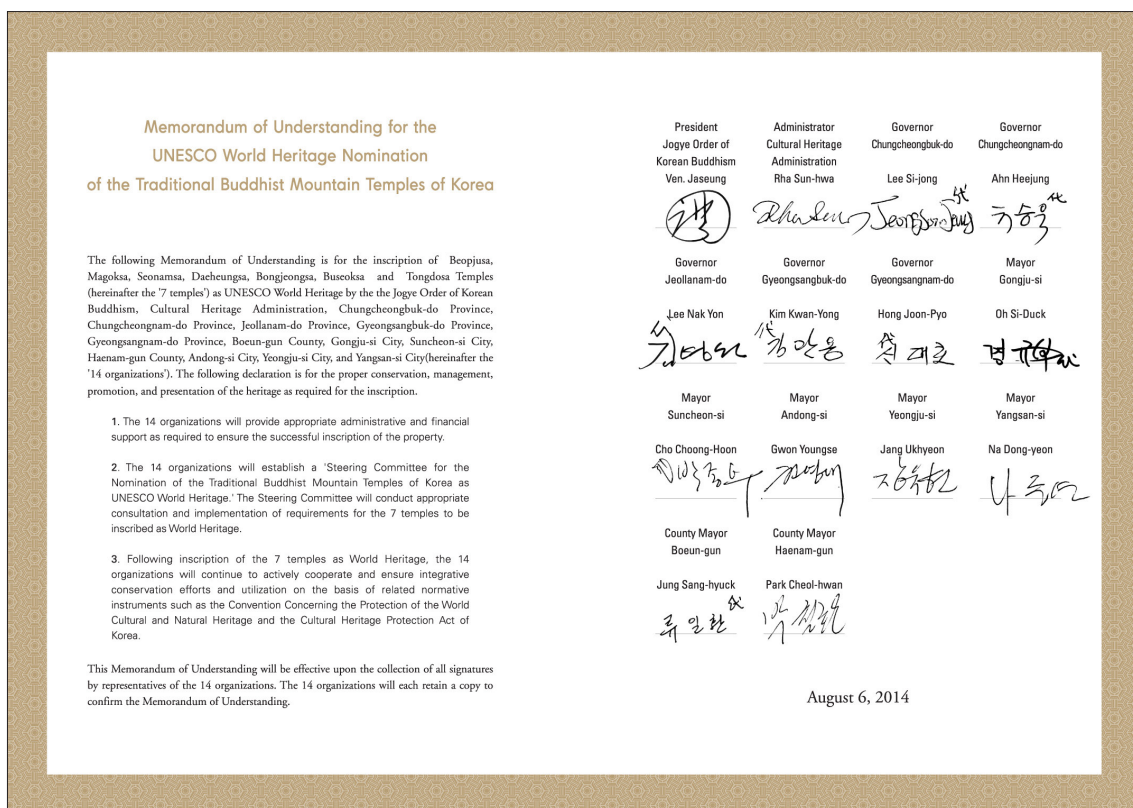 Memorandum of Understanding for the
UNESCO World Heritage Nomination
of the Traditional Buddhist Mountain Temples of Korea
The following Memorandum of Understanding is for the inscription of Beopjusa,
Magoksa, Seonamsa, Daeheungsa, Bongjeongsa, Buseoksa and Tongdosa Temples
(hereinafter the '7 temples') as UNESCO World Heritage by the the Jogye Order of Korean
Buddhism, Cultural Heritage Administration, Chungcheongbuk-do Province,
Chungcheongnam-do Province, Jeollanam-do Province, Gyeongsangbuk-do Province,
Gyeongsangnam-do Province, Boeun-gun County, Gongju-si City, Suncheon-si City,
Haenam-gun County, Andong-si City, Yeongju-si City, and Yangsan-si City(hereinafter the
'14 organizations'). The following declaration is for the proper conservation, management,
promotion, and presentation of the heritage as required for the inscription.
1. The 14 organizations will provide appropriate administrative and financial
support as required to ensure the successful inscription of the property.
2. The 14 organizations will establish a 'Steering Committee for the
Nomination of the Traditional Buddhist Mountain Temples of Korea as
UNESCO World Heritage.' The Steering Committee will conduct appropriate
consultation and implementation of requirements for the 7 temples to be
inscribed as World Heritage.
3. Following inscription of the 7 temples as World Heritage, the 14
organizations will continue to actively cooperate and ensure integrative
conservation efforts and utilization on the basis of related normative
instruments such as the Convention Concerning the Protection of the World
Cultural and Natural Heritage and the Cultural Heritage Protection Act of
Korea.
This Memorandum of Understanding will be effective upon the collection of all signatures
by representatives of the 14 organizations. The 14 organizations will each retain a copy to
confirm the Memorandum of Understanding.
President
Jogye Order of
Korean Buddhism
Ven. Jaseung
Administrator
Cultural Heritage
Administration
Rha Sun-hwa
Rha Sun
Governor
Chungcheongbuk-do
Lee Si-jong
代
Governor
Chungcheongnam-do
Ahn Heejung
代
Governor
Jeollanam-do
Lee Nak Yon
Governor
Gyeongsangbuk-do
Kim Kwan-Yong
代
Governor
Gyeongsangnam-do
Hong Joon-Pyo
Mayor
Gongju-si
Oh Si-Duck
Mayor
Suncheon-si
Cho Choong-Hoon
Mayor
Andong-si
Gwon Youngse
Mayor
Yeongju-si
Jang Ukhyeon
장욱현
Mayor
Yangsan-si
Na Dong-yeon
나동연
County Mayor
Boeun-gun
Jung Sang-hyuck
代
류일환
County Mayor
Haenam-gun
Park Cheol-hwan
박철환
August 6, 2014